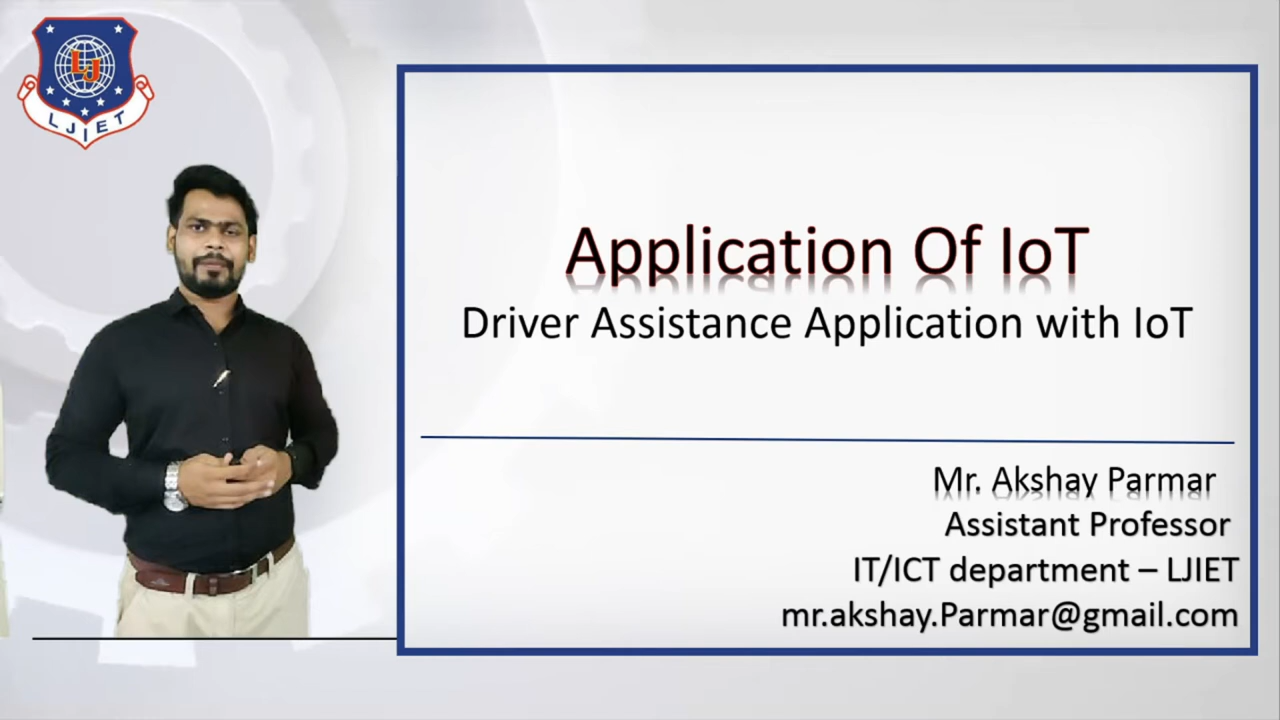 LJ
LJIET
Application Of IoT
Driver Assistance Application with IoT
Mr. Akshay Parmar
Assistant Professor
IT/ICT department – LJIET
mr.akshay.Parmar@gmail.com